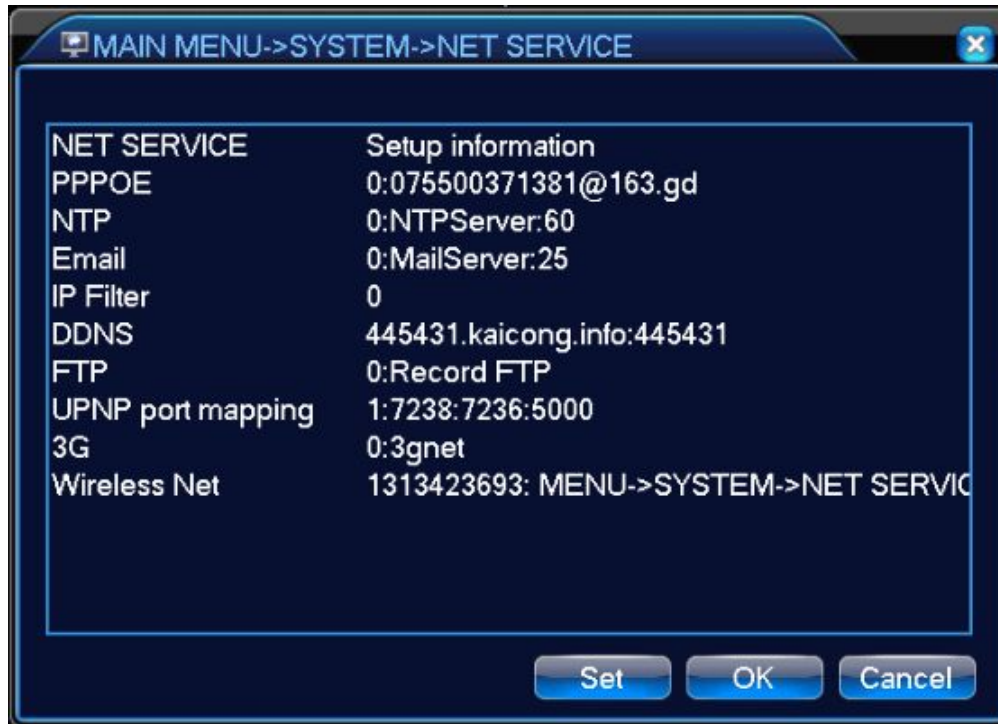 MAIN MENU->SYSTEM->NET SERVICE
NET SERVICE Setup information
PPPOE 0:075500371381@163.gd
NTP 0:NTPServer:60
Email 0:MailServer:25
IP Filter 0
DDNS 445431.kaicong.info:445431
FTP 0:Record FTP
UPNP port mapping 1:7238:7236:5000
3G 0:3gnet
Wireless Net 1313423693: MENU->SYSTEM->NET SERVIC
Set OK Cancel